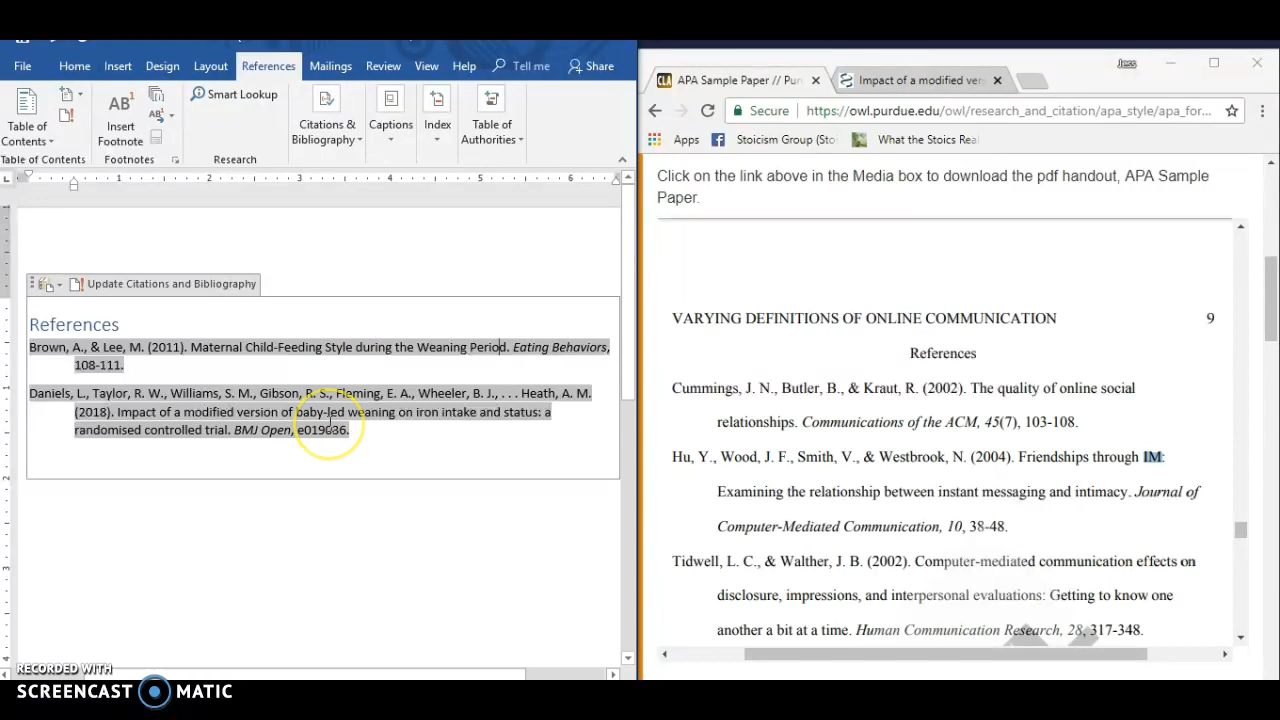 File Home Insert Design Layout References Mailings Review View Help Tell me Share
Table of Contents
Insert Footnote
Smart Lookup
Citations & Bibliography
Captions
Index
Table of Authorities
Table of Contents Footnotes Research
1 2 3 4 5 6
Update Citations and Bibliography
References
Brown, A., & Lee, M. (2011). Maternal Child-Feeding Style during the Weaning Period. Eating Behaviors,
108-111.
Daniels, L., Taylor, R. W., Williams, S. M., Gibson, R. S., Fleming, E. A., Wheeler, B. J., . . . Heath, A. M.
(2018). Impact of a modified version of baby-led weaning on iron intake and status: a
randomised controlled trial. BMJ Open, e019036.
RECORDED WITH
SCREENCAST MATIC
Jess
APA Sample Paper // Pur
Impact of a modified ver
Secure https://owl.purdue.edu/owl/research_and_citation/apa_style/apa_for...
Apps Stoicism Group (Sto What the Stoics Real
Click on the link above in the Media box to download the pdf handout, APA Sample
Paper.
VARYING DEFINITIONS OF ONLINE COMMUNICATION 9
References
Cummings, J. N., Butler, B., & Kraut, R. (2002). The quality of online social
relationships. Communications of the ACM, 45(7), 103-108.
Hu, Y., Wood, J. F., Smith, V., & Westbrook, N. (2004). Friendships through IM:
Examining the relationship between instant messaging and intimacy. Journal of
Computer-Mediated Communication, 10, 38-48.
Tidwell, L. C., & Walther, J. B. (2002). Computer-mediated communication effects on
disclosure, impressions, and interpersonal evaluations: Getting to know one
another a bit at a time. Human Communication Research, 28, 317-348.